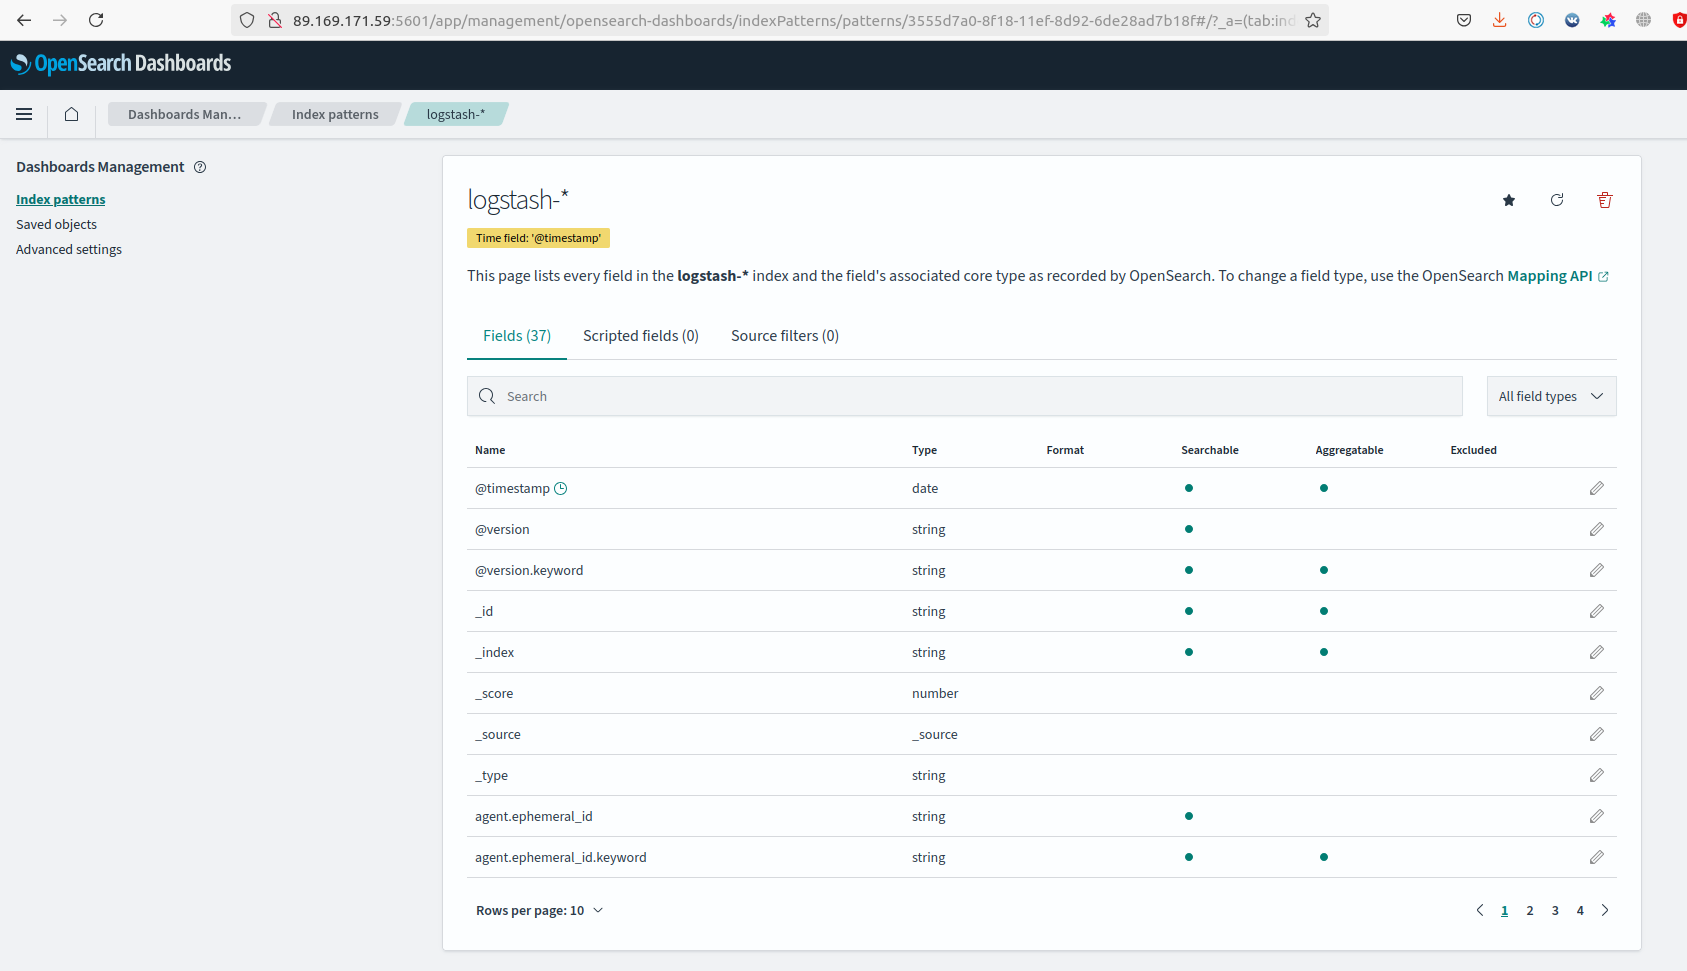 89.169.171.59:5601/app/management/opensearch-dashboards/indexPatterns/patterns/3555d7a0-8f18-11ef-8d92-6de28ad7b18f#/?_a=(tab:ind
OpenSearch Dashboards
Dashboards Man... Index patterns logstash-*
Dashboards Management
Index patterns
Saved objects
Advanced settings
logstash-*
Time field: '@timestamp'
This page lists every field in the logstash-* index and the field's associated core type as recorded by OpenSearch. To change a field type, use the OpenSearch Mapping API
Fields (37) Scripted fields (0) Source filters (0)
Search All field types
Name Type Format Searchable Aggregatable Excluded
@timestamp date
@version string
@version.keyword string
_id string
_index string
_score number
_source _source
_type string
agent.ephemeral_id string
agent.ephemeral_id.keyword string
Rows per page: 10 1 2 3 4